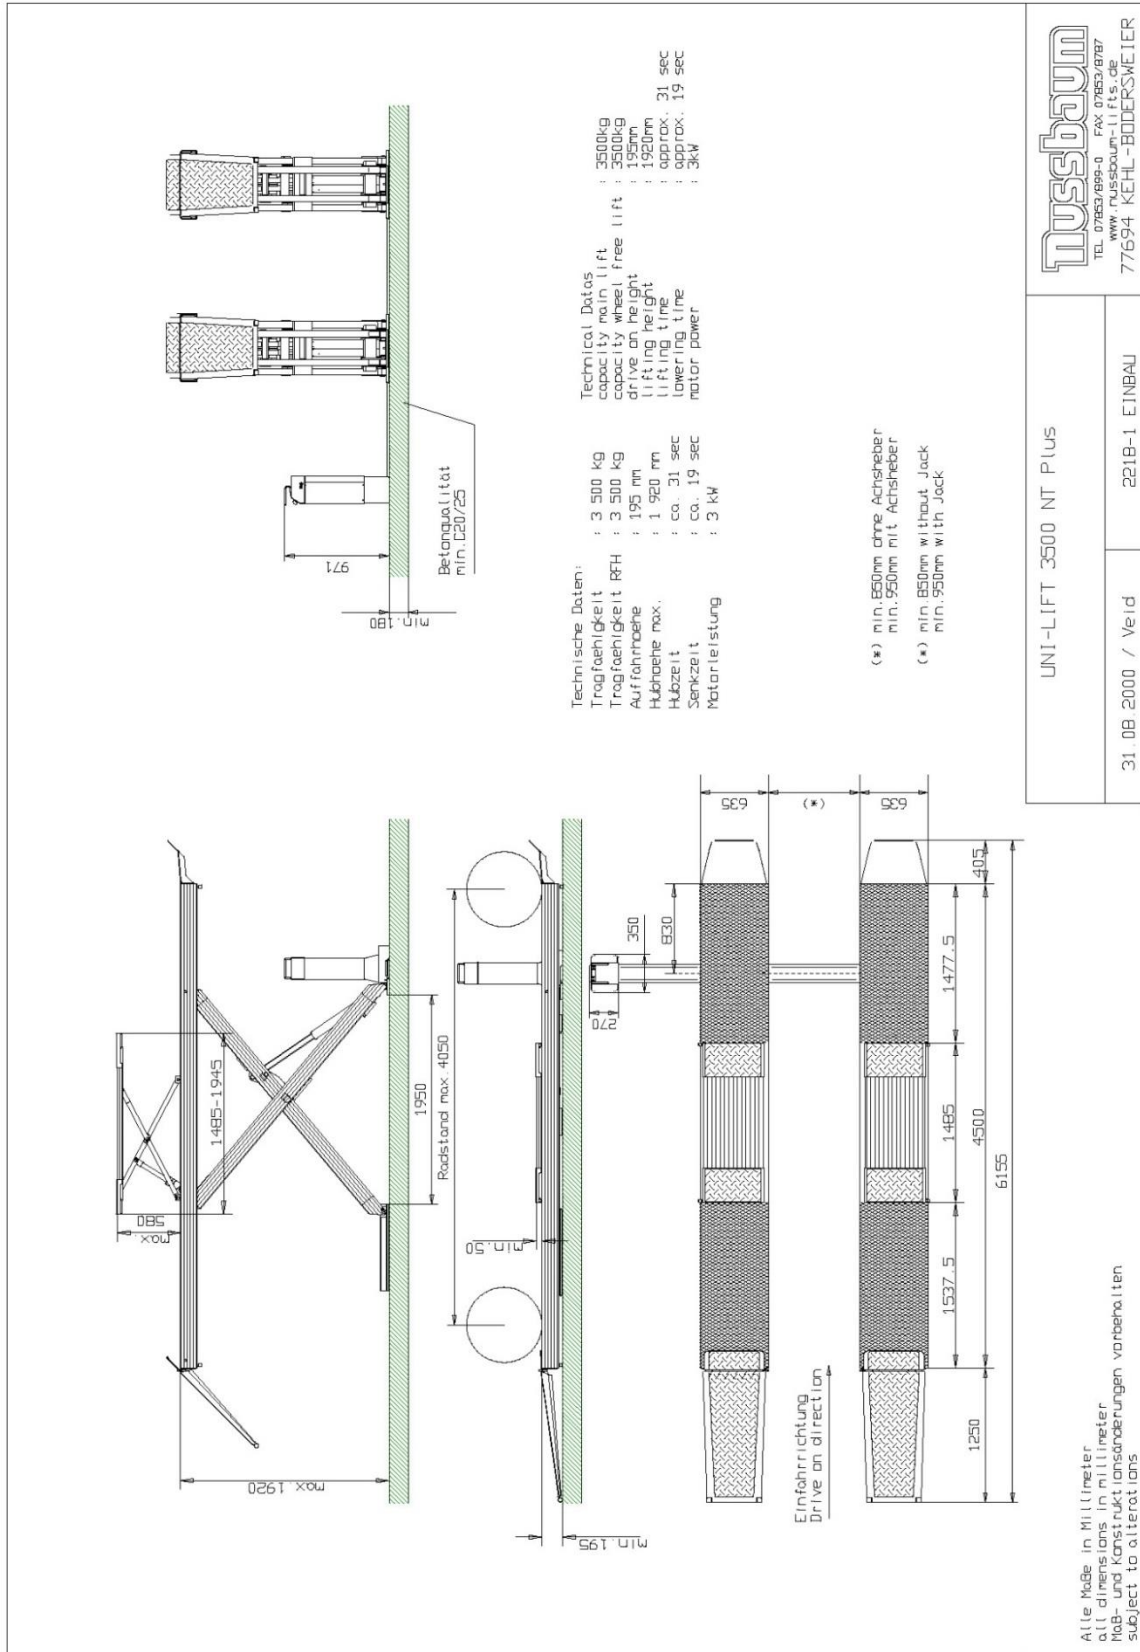 971
min.180
Betonqualität
min.C20/25
Technische Daten:
Tragfaehigkeit : 3 500 kg
Tragfaehigkeit RFH : 3 500 kg
Auffahrhoehe : 195 mm
Hubhoehe max. : 1 920 mm
Hubzeit : ca. 31 sec
Senkzeit : ca. 19 sec
Motorleistung : 3 kW
Technical Datas
capacity main lift : 3500kg
capacity wheel free lift : 3500kg
drive on height : 195mm
lifting height : 1920mm
lifting time : approx. 31 sec
lowering time : approx. 19 sec
motor power : 3kW
(*) min.850mm ohne Achsheber
min.950mm mit Achsheber
(*) min.850mm without Jack
min.950mm with Jack
max. 580
1485-1945
1950
max.1920
Radstand max. 4050
min.50
min.195
350
270
830
635
(*)
635
405
1477.5
1485
1537.5
4500
1250
6155
Einfahrrichtung
Drive on direction
Alle Maße in Millimeter
all dimensions in millimeter
Maß- und Konstruktionsänderungen vorbehalten
subject to alterations
UNI-LIFT 3500 NT Plus
31.08.2000 / Veid
221B-1 EINBAU
nussbaum
TEL 07853/899-0 FAX 07853/8787
www.nussbaum-lifts.de
77694 KEHL-BODERSWEIER